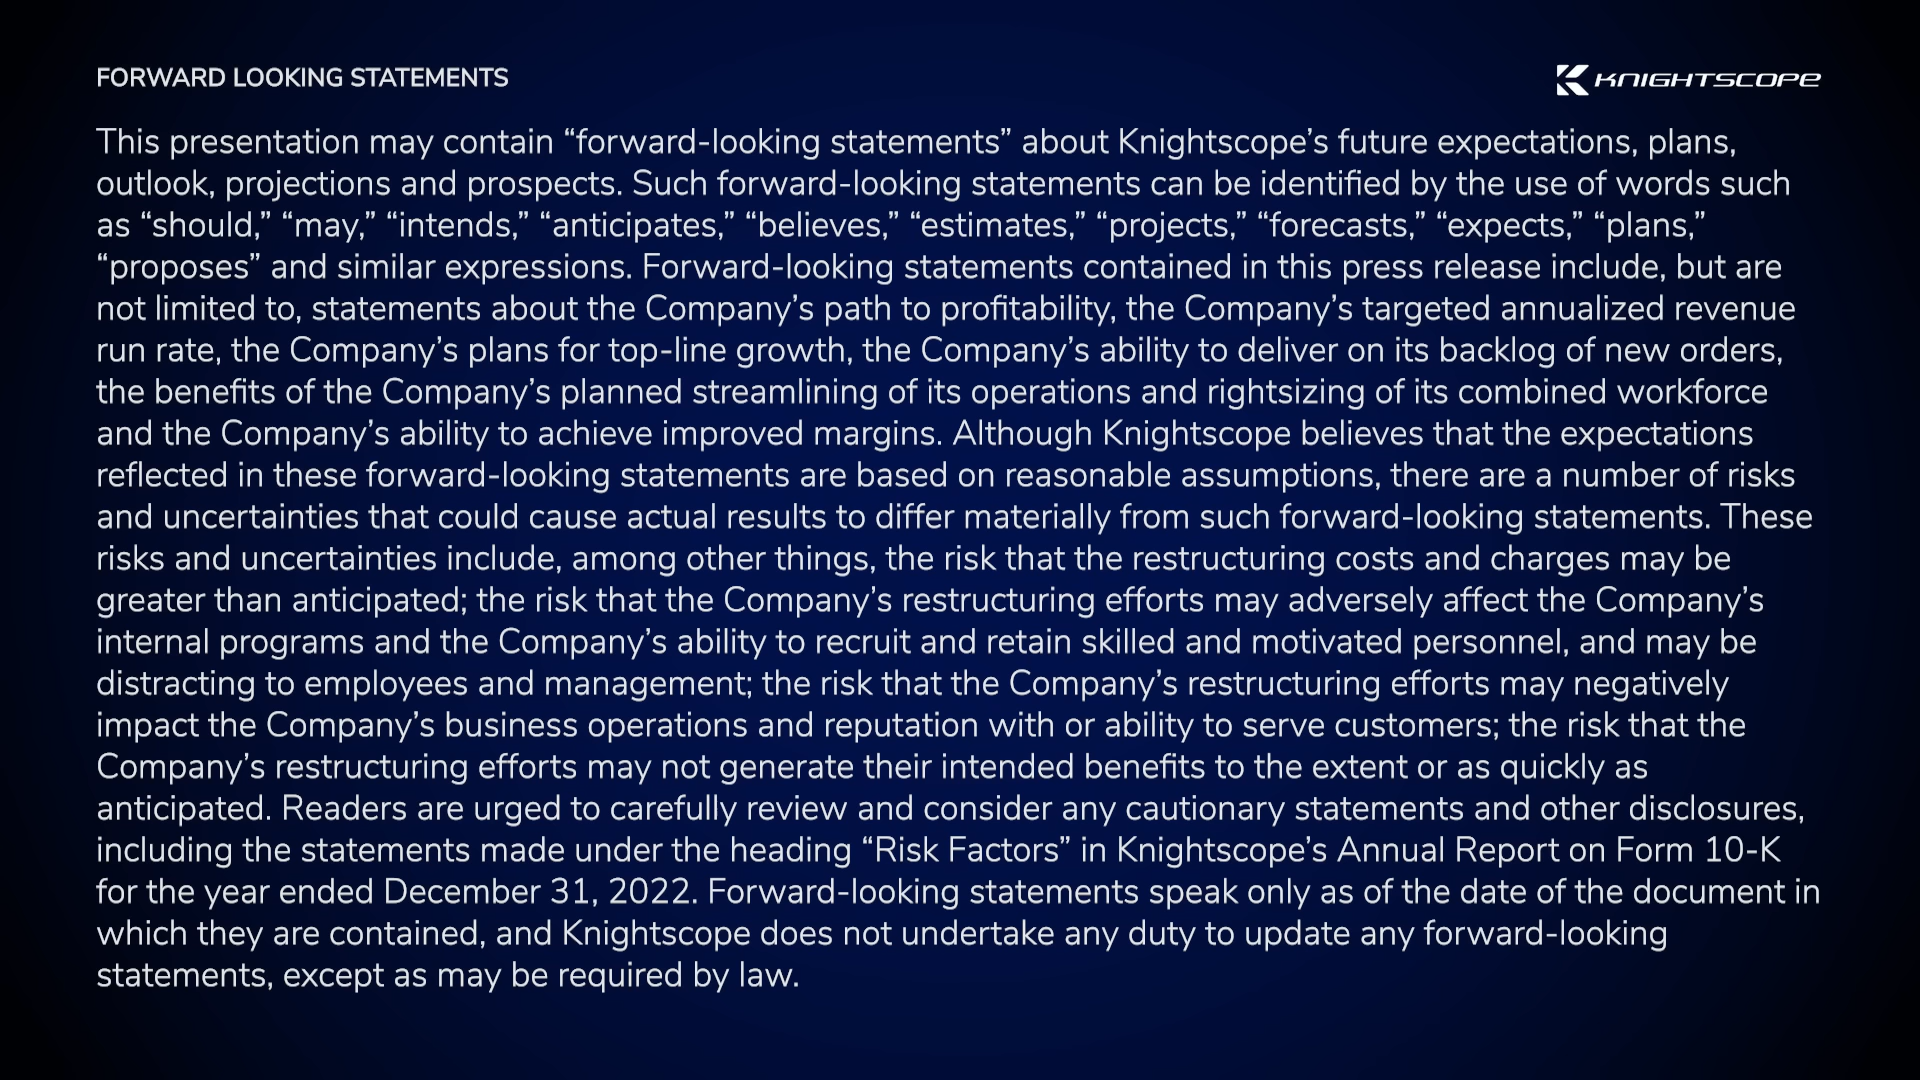 FORWARD LOOKING STATEMENTS
KNIGHTSCOPE
This presentation may contain “forward-looking statements” about Knightscope’s future expectations, plans,
outlook, projections and prospects. Such forward-looking statements can be identified by the use of words such
as “should,” “may,” “intends,” “anticipates,” “believes,” “estimates,” “projects,” “forecasts,” “expects,” “plans,”
“proposes” and similar expressions. Forward-looking statements contained in this press release include, but are
not limited to, statements about the Company’s path to profitability, the Company’s targeted annualized revenue
run rate, the Company’s plans for top-line growth, the Company’s ability to deliver on its backlog of new orders,
the benefits of the Company’s planned streamlining of its operations and rightsizing of its combined workforce
and the Company’s ability to achieve improved margins. Although Knightscope believes that the expectations
reflected in these forward-looking statements are based on reasonable assumptions, there are a number of risks
and uncertainties that could cause actual results to differ materially from such forward-looking statements. These
risks and uncertainties include, among other things, the risk that the restructuring costs and charges may be
greater than anticipated; the risk that the Company’s restructuring efforts may adversely affect the Company’s
internal programs and the Company’s ability to recruit and retain skilled and motivated personnel, and may be
distracting to employees and management; the risk that the Company’s restructuring efforts may negatively
impact the Company’s business operations and reputation with or ability to serve customers; the risk that the
Company’s restructuring efforts may not generate their intended benefits to the extent or as quickly as
anticipated. Readers are urged to carefully review and consider any cautionary statements and other disclosures,
including the statements made under the heading “Risk Factors” in Knightscope’s Annual Report on Form 10-K
for the year ended December 31, 2022. Forward-looking statements speak only as of the date of the document in
which they are contained, and Knightscope does not undertake any duty to update any forward-looking
statements, except as may be required by law.